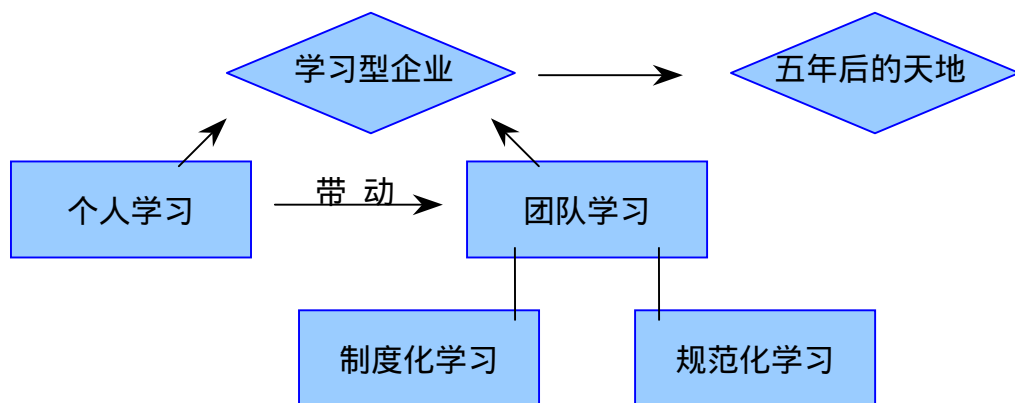 学习型企业
五年后的天地
带 动
个人学习
团队学习
制度化学习
规范化学习